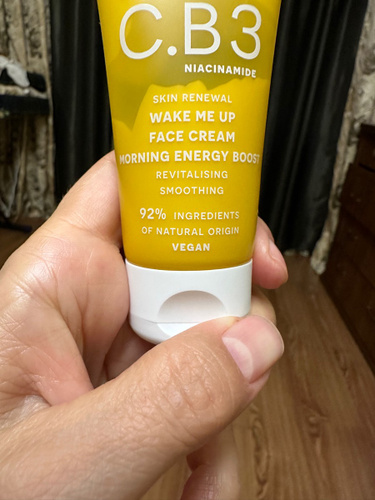 C.B3
NIACINAMIDE
SKIN RENEWAL
WAKE ME UP
FACE CREAM
MORNING ENERGY BOOST
REVITALISING
SMOOTHING
92% INGREDIENTS
OF NATURAL ORIGIN
VEGAN